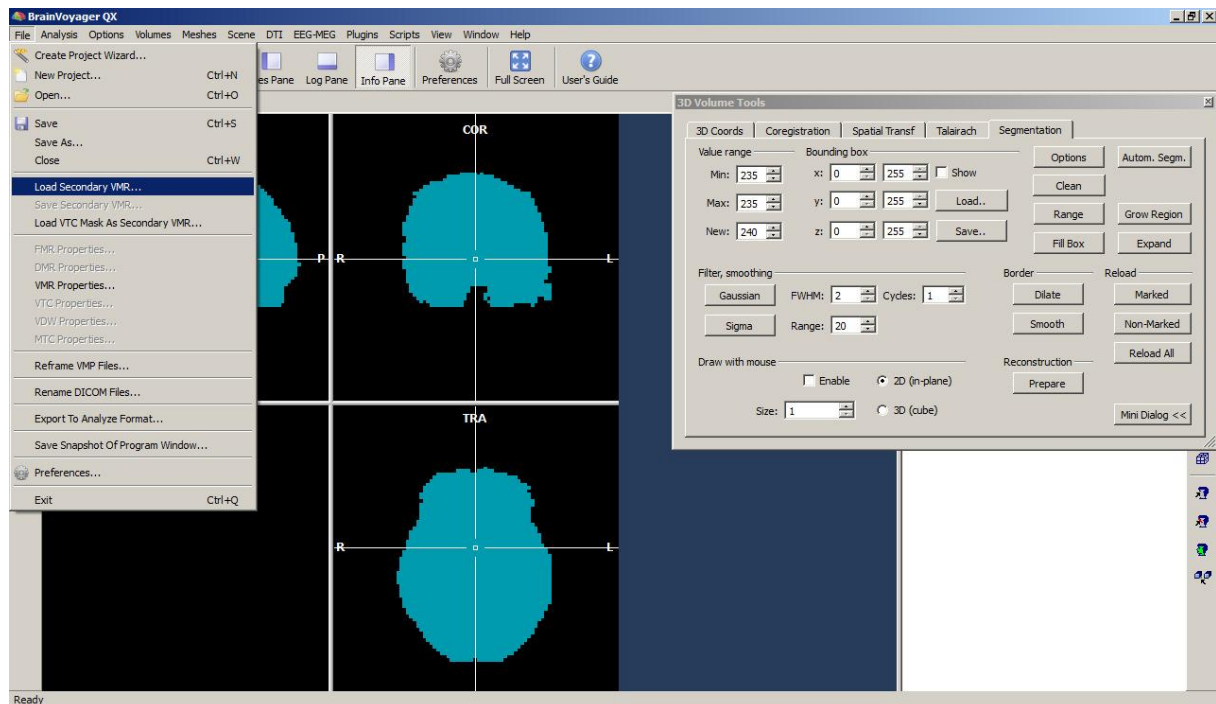 BrainVoyager QX
File Analysis Options Volumes Meshes Scene DTI EEG-MEG Plugins Scripts View Window Help
Create Project Wizard...
New Project... Ctrl+N
Open... Ctrl+O
Save Ctrl+S
Save As...
Close Ctrl+W
Load Secondary VMR...
Save Secondary VMR...
Load VTC Mask As Secondary VMR...
FMR Properties...
DMR Properties...
VMR Properties...
VTC Properties...
VDW Properties...
MTC Properties...
Reframe VMP Files...
Rename DICOM Files...
Export To Analyze Format...
Save Snapshot Of Program Window...
Preferences...
Exit Ctrl+Q
es Pane Log Pane Info Pane Preferences Full Screen User's Guide
COR
P R L
TRA
R L
3D Volume Tools
3D Coords Coregistration Spatial Transf Talairach Segmentation
Value range Bounding box
Min: 235 x: 0 255 Show
Max: 235 y: 0 255 Load..
New: 240 z: 0 255 Save..
Options Autom. Segm.
Clean
Range Grow Region
Fill Box Expand
Filter, smoothing
Gaussian FWHM: 2 Cycles: 1
Sigma Range: 20
Border Reload
Dilate Marked
Smooth Non-Marked
Reload All
Draw with mouse
Enable 2D (in-plane)
Size: 1 3D (cube)
Reconstruction
Prepare
Mini Dialog <<
Ready